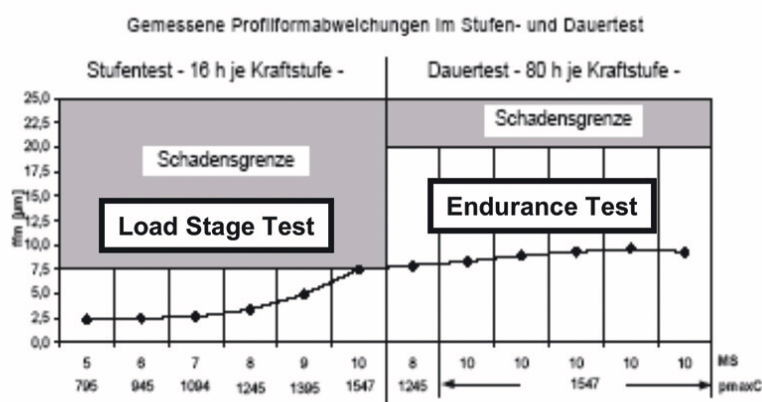 Gemessene Profilformabweichungen im Stufen- und Dauertest
Stufentest - 16 h je Kraftstufe -
Dauertest - 80 h je Kraftstufe -
25,0
22,5
20,0
17,5
15,0
12,5
10,0
7,5
5,0
2,5
0,0
ffm [µm]
Schadensgrenze
Schadensgrenze
Load Stage Test
Endurance Test
5 6 7 8 9 10 8 10 10 10 10 10 MS
795 945 1094 1245 1395 1547 1245 1547 pmaxC